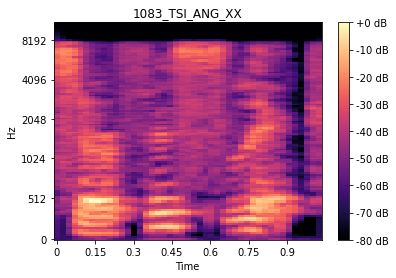 1083_TSI_ANG_XX
8192
4096
2048
1024
512
0
Hz
0 0.15 0.3 0.45 0.6 0.75 0.9
Time
+0 dB
-10 dB
-20 dB
-30 dB
-40 dB
-50 dB
-60 dB
-70 dB
-80 dB